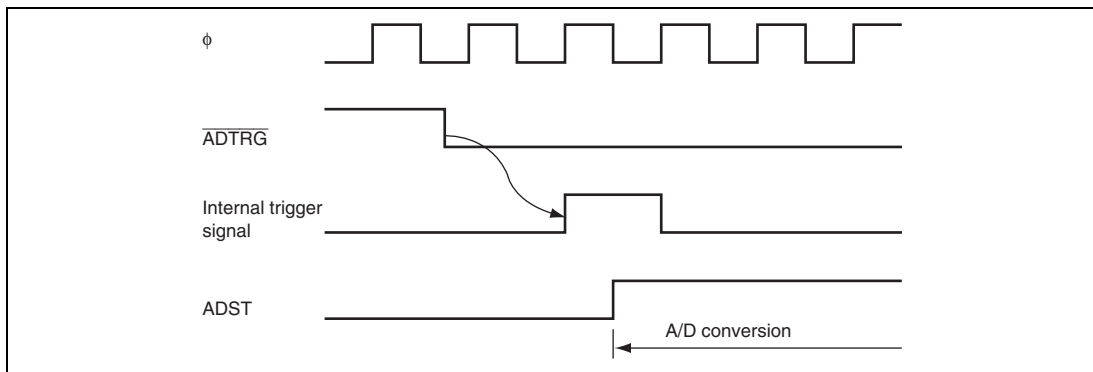 ϕ
ADTRG
Internal trigger
signal
ADST
A/D conversion